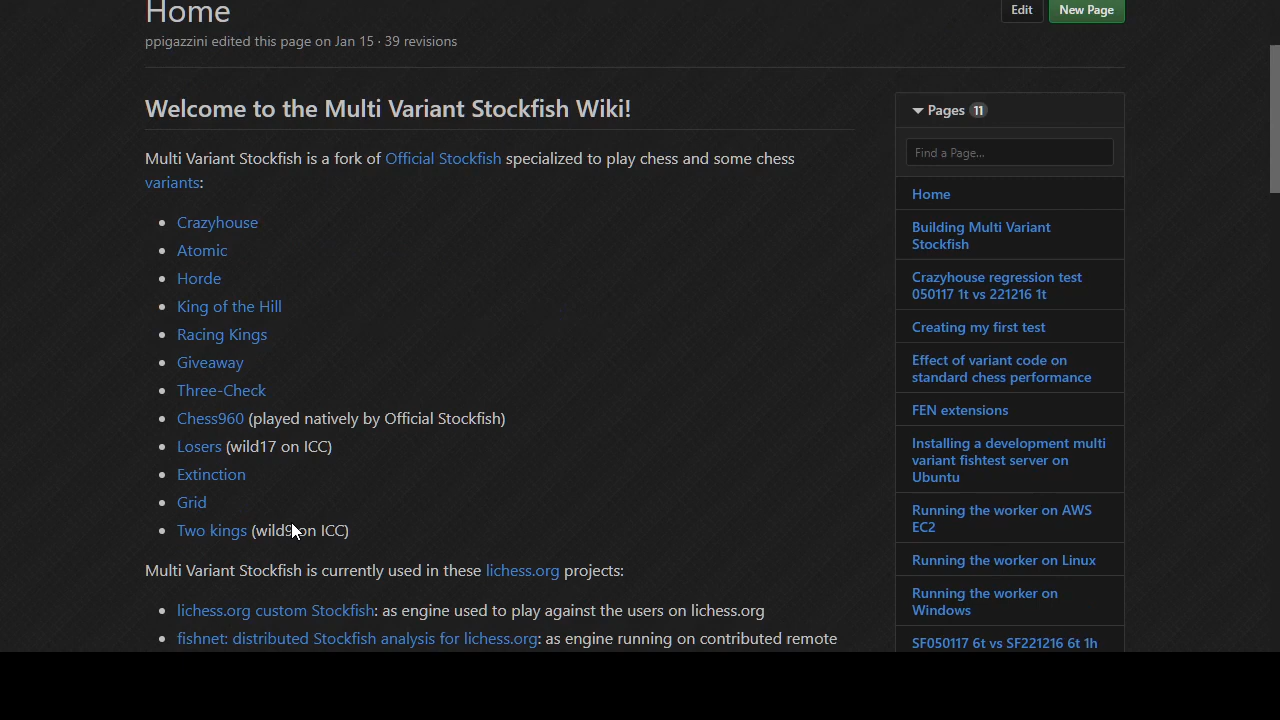 Home
Edit
New Page
ppigazzini edited this page on Jan 15 · 39 revisions
Welcome to the Multi Variant Stockfish Wiki!
Multi Variant Stockfish is a fork of Official Stockfish specialized to play chess and some chess
variants:
Crazyhouse
Atomic
Horde
King of the Hill
Racing Kings
Giveaway
Three-Check
Chess960 (played natively by Official Stockfish)
Losers (wild17 on ICC)
Extinction
Grid
Two kings (wild9 on ICC)
Multi Variant Stockfish is currently used in these lichess.org projects:
lichess.org custom Stockfish: as engine used to play against the users on lichess.org
fishnet: distributed Stockfish analysis for lichess.org: as engine running on contributed remote
Pages 11
Find a Page...
Home
Building Multi Variant
Stockfish
Crazyhouse regression test
050117 1t vs 221216 1t
Creating my first test
Effect of variant code on
standard chess performance
FEN extensions
Installing a development multi
variant fishtest server on
Ubuntu
Running the worker on AWS
EC2
Running the worker on Linux
Running the worker on
Windows
SF050117 6t vs SF221216 6t 1h